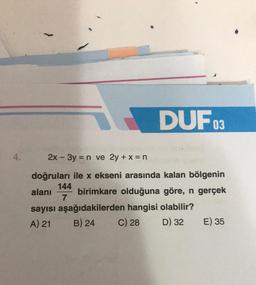 DUF 03
4. 2x – 3y = n ve 2y + x = n
doğruları ile x ekseni arasında kalan bölgenin
alanı 144/7 birimkare olduğuna göre, n gerçek
sayısı aşağıdakilerden hangisi olabilir?
A) 21 B) 24 C) 28 D) 32 E) 35